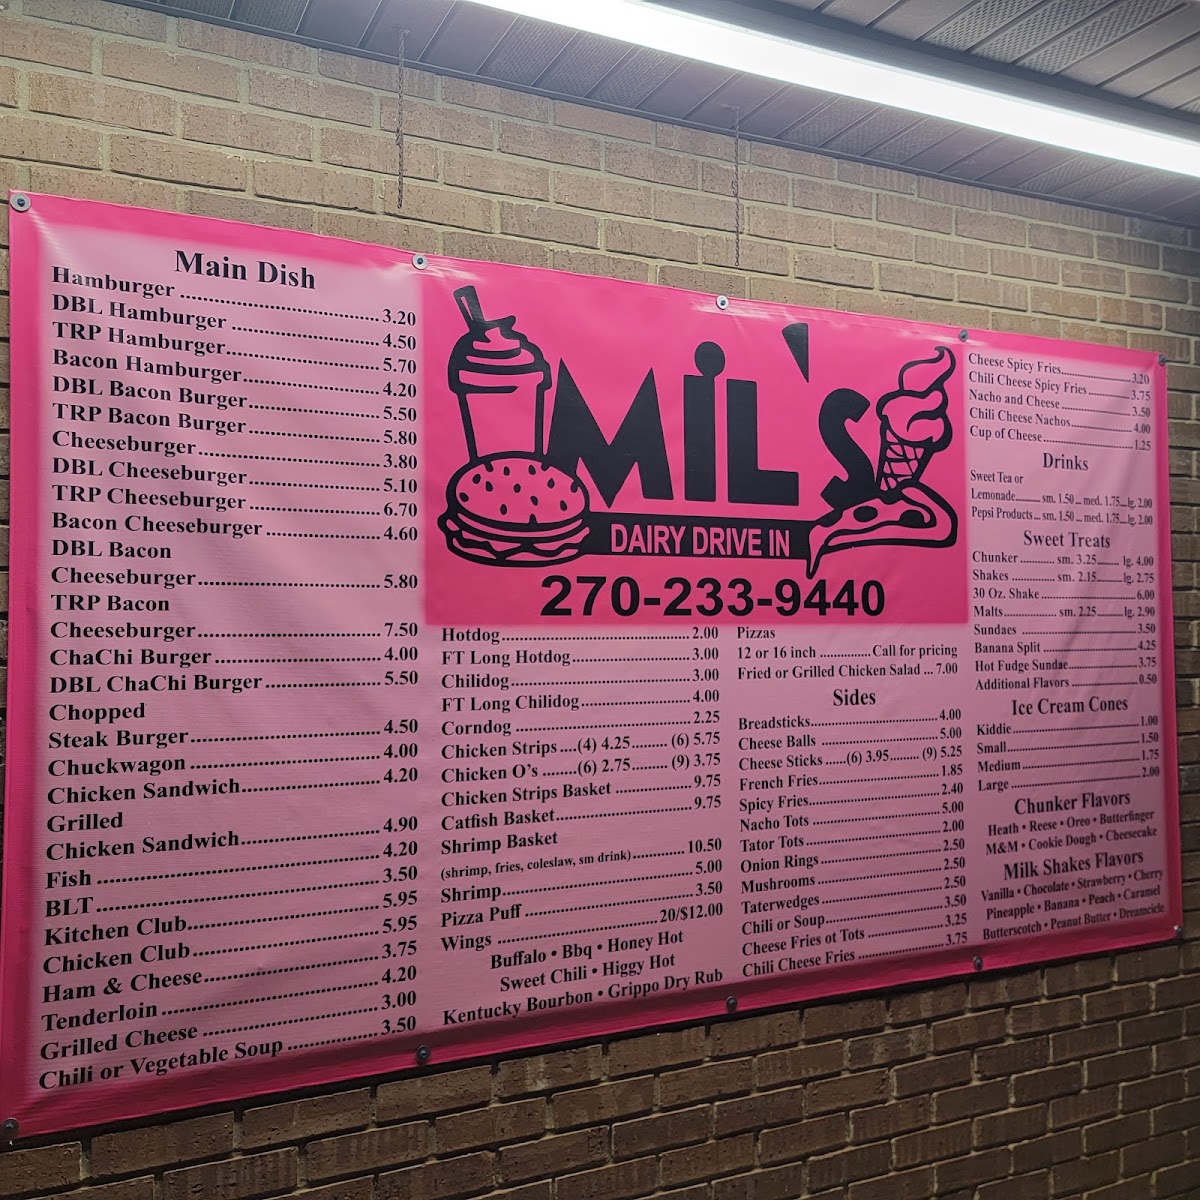 Main Dish
Hamburger 3.20
DBL Hamburger 4.50
TRP Hamburger 5.70
Bacon Hamburger 4.20
DBL Bacon Burger 5.50
TRP Bacon Burger 5.80
Cheeseburger 3.80
DBL Cheeseburger 5.10
TRP Cheeseburger 6.70
Bacon Cheeseburger 4.60
DBL Bacon
Cheeseburger 5.80
TRP Bacon
Cheeseburger 7.50
ChaChi Burger 4.00
DBL ChaChi Burger 5.50
Chopped
Steak Burger 4.50
Chuckwagon 4.00
Chicken Sandwich 4.20
Grilled
Chicken Sandwich 4.90
Fish 4.20
BLT 3.50
Kitchen Club 5.95
Chicken Club 5.95
Ham & Cheese 3.75
Tenderloin 4.20
Grilled Cheese 3.00
Chili or Vegetable Soup 3.50
MiL's
DAIRY DRIVE IN
270-233-9440
Hotdog 2.00
FT Long Hotdog 3.00
Chilidog 3.00
FT Long Chilidog 4.00
Corndog 2.25
Chicken Strips (4) 4.25 (6) 5.75
Chicken O's (6) 2.75 (9) 3.75
Chicken Strips Basket 9.75
Catfish Basket 9.75
Shrimp Basket
(shrimp, fries, coleslaw, sm drink) 10.50
Shrimp 5.00
Pizza Puff 3.50
Wings 20/$12.00
Buffalo • Bbq • Honey Hot
Sweet Chili • Higgy Hot
Kentucky Bourbon • Grippo Dry Rub
Pizzas
12 or 16 inch Call for pricing
Fried or Grilled Chicken Salad 7.00
Sides
Breadsticks 4.00
Cheese Balls 5.00
Cheese Sticks (6) 3.95 (9) 5.25
French Fries 1.85
Spicy Fries 2.40
Nacho Tots 5.00
Tator Tots 2.00
Onion Rings 2.50
Mushrooms 2.50
Taterwedges 2.50
Chili or Soup 3.50
Cheese Fries ot Tots 3.25
Chili Cheese Fries 3.75
Cheese Spicy Fries 3.20
Chili Cheese Spicy Fries 3.75
Nacho and Cheese 3.50
Chili Cheese Nachos 4.00
Cup of Cheese 1.25
Drinks
Sweet Tea or
Lemonade sm. 1.50 med. 1.75 lg. 2.00
Pepsi Products sm. 1.50 med. 1.75 lg. 2.00
Sweet Treats
Chunker sm. 3.25 lg. 4.00
Shakes sm. 2.15 lg. 2.75
30 Oz. Shake 6.00
Malts sm. 2.25 lg. 2.90
Sundaes 3.50
Banana Split 4.25
Hot Fudge Sundae 3.75
Additional Flavors 0.50
Ice Cream Cones
Kiddie 1.00
Small 1.50
Medium 1.75
Large 2.00
Chunker Flavors
Heath • Reese • Oreo • Butterfinger
M&M • Cookie Dough • Cheesecake
Milk Shakes Flavors
Vanilla • Chocolate • Strawberry • Cherry
Pineapple • Banana • Peach • Caramel
Butterscotch • Peanut Butter • Dreamcicle